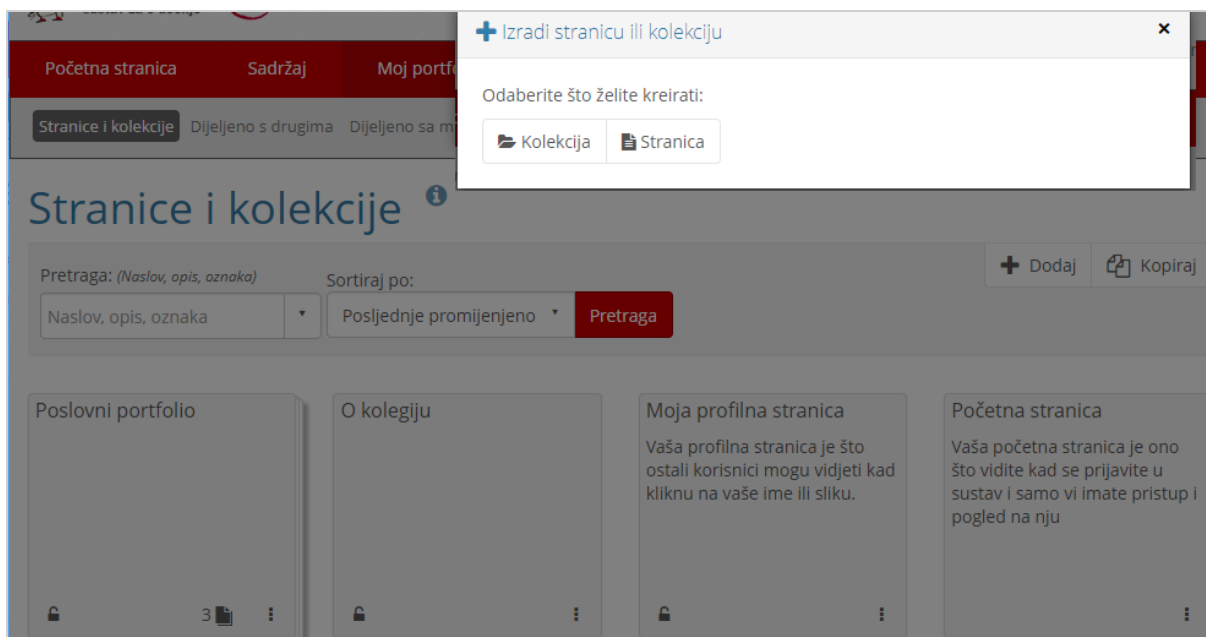 Izradi stranicu ili kolekciju
×
Početna stranica Sadržaj Moj
Odaberite što želite kreirati:
Kolekcija Stranica
Stranice i kolekcije Dijeljeno s drugima Dijeljeno
Stranice i kolekcije
Dodaj Kopiraj
Pretraga: (Naslov, opis, oznaka)
Sortiraj po:
Naslov, opis, oznaka Posljednje promijenjeno Pretraga
Poslovni portfolio
3
O kolegiju
Moja profilna stranica
Vaša profilna stranica je što
ostali korisnici mogu vidjeti kad
kliknu na vaše ime ili sliku.
Početna stranica
Vaša početna stranica je ono
što vidite kad se prijavite u
sustav i samo vi imate pristup i
pogled na nju